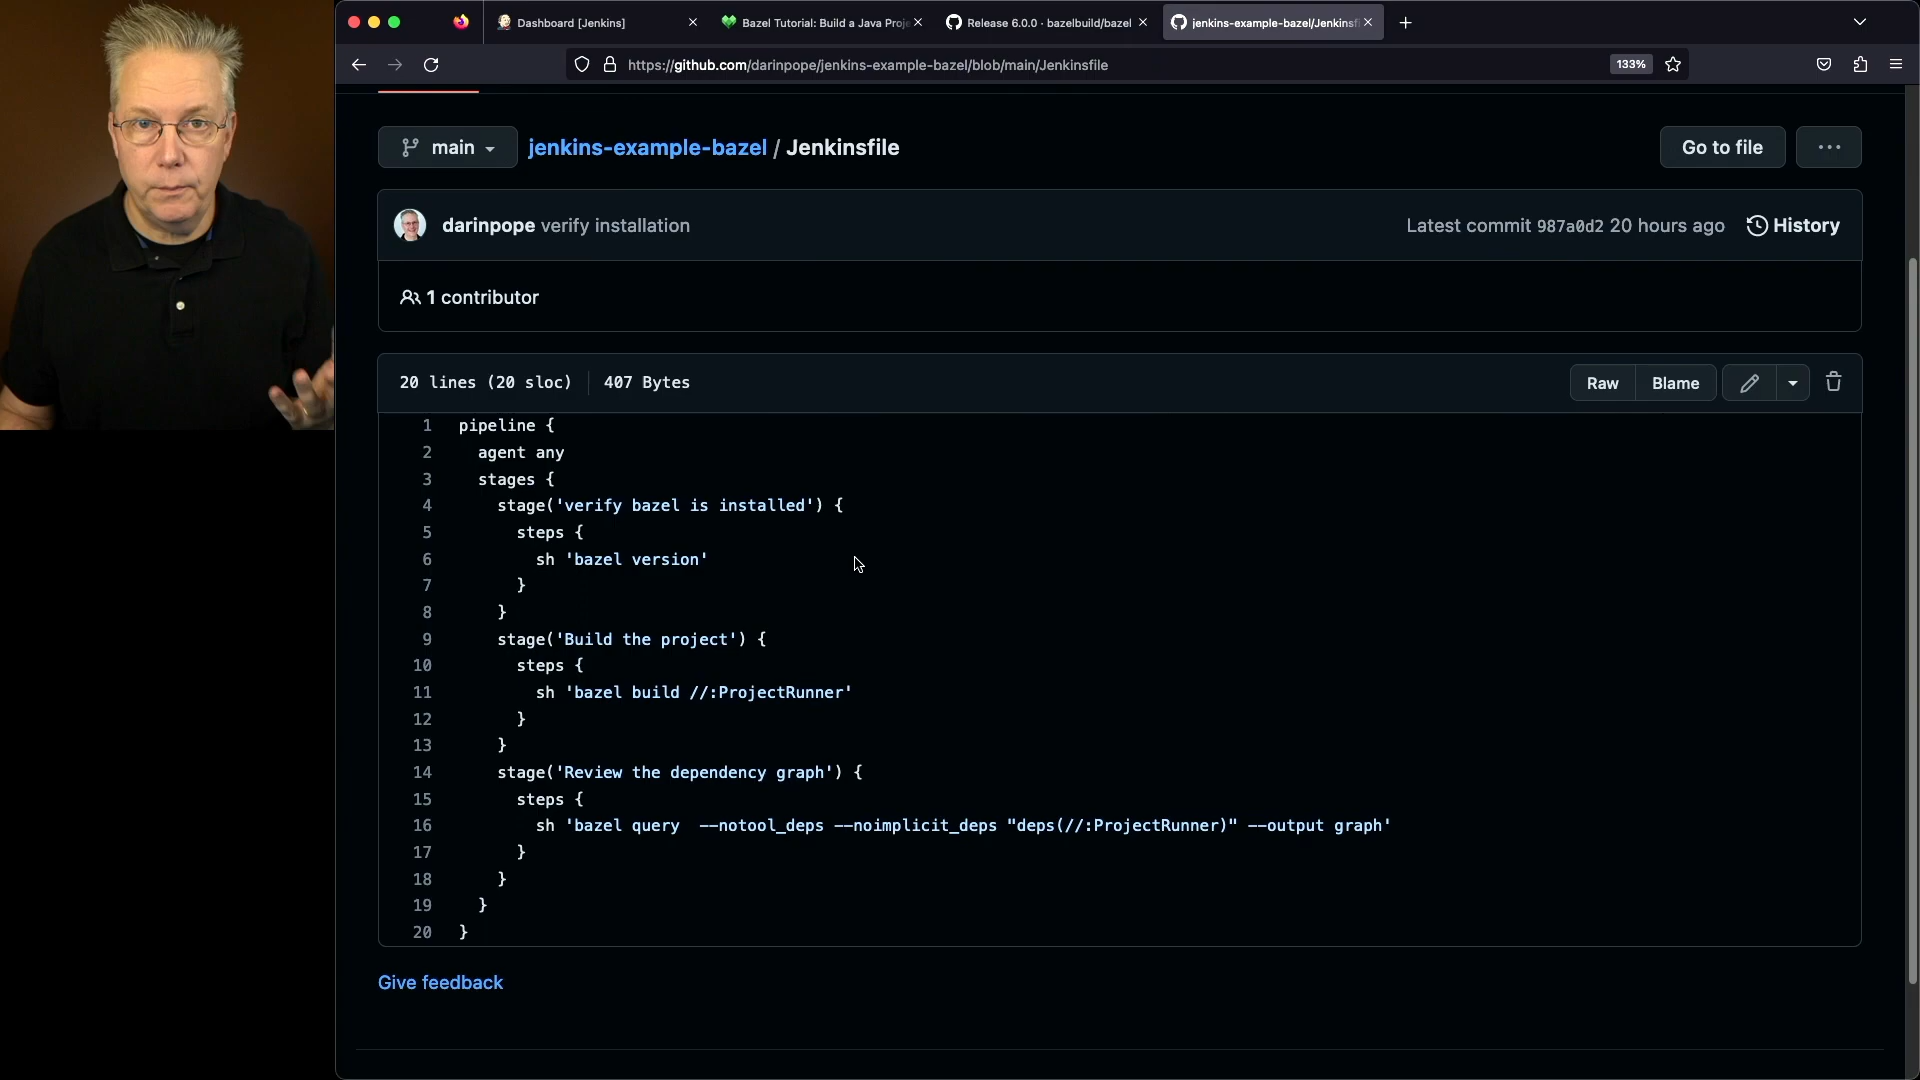 Dashboard [Jenkins]
Bazel Tutorial: Build a Java Proje
Release 6.0.0 · bazelbuild/bazel
jenkins-example-bazel/Jenkinsfi
https://github.com/darinpope/jenkins-example-bazel/blob/main/Jenkinsfile
133%
main
jenkins-example-bazel / Jenkinsfile
Go to file
darinpope verify installation
Latest commit 987a0d2 20 hours ago
History
1 contributor
20 lines (20 sloc) 407 Bytes
Raw
Blame
1 pipeline {
2 agent any
3 stages {
4 stage('verify bazel is installed') {
5 steps {
6 sh 'bazel version'
7 }
8 }
9 stage('Build the project') {
10 steps {
11 sh 'bazel build //:ProjectRunner'
12 }
13 }
14 stage('Review the dependency graph') {
15 steps {
16 sh 'bazel query  --notool_deps --noimplicit_deps "deps(//:ProjectRunner)" --output graph'
17 }
18 }
19 }
20 }
Give feedback